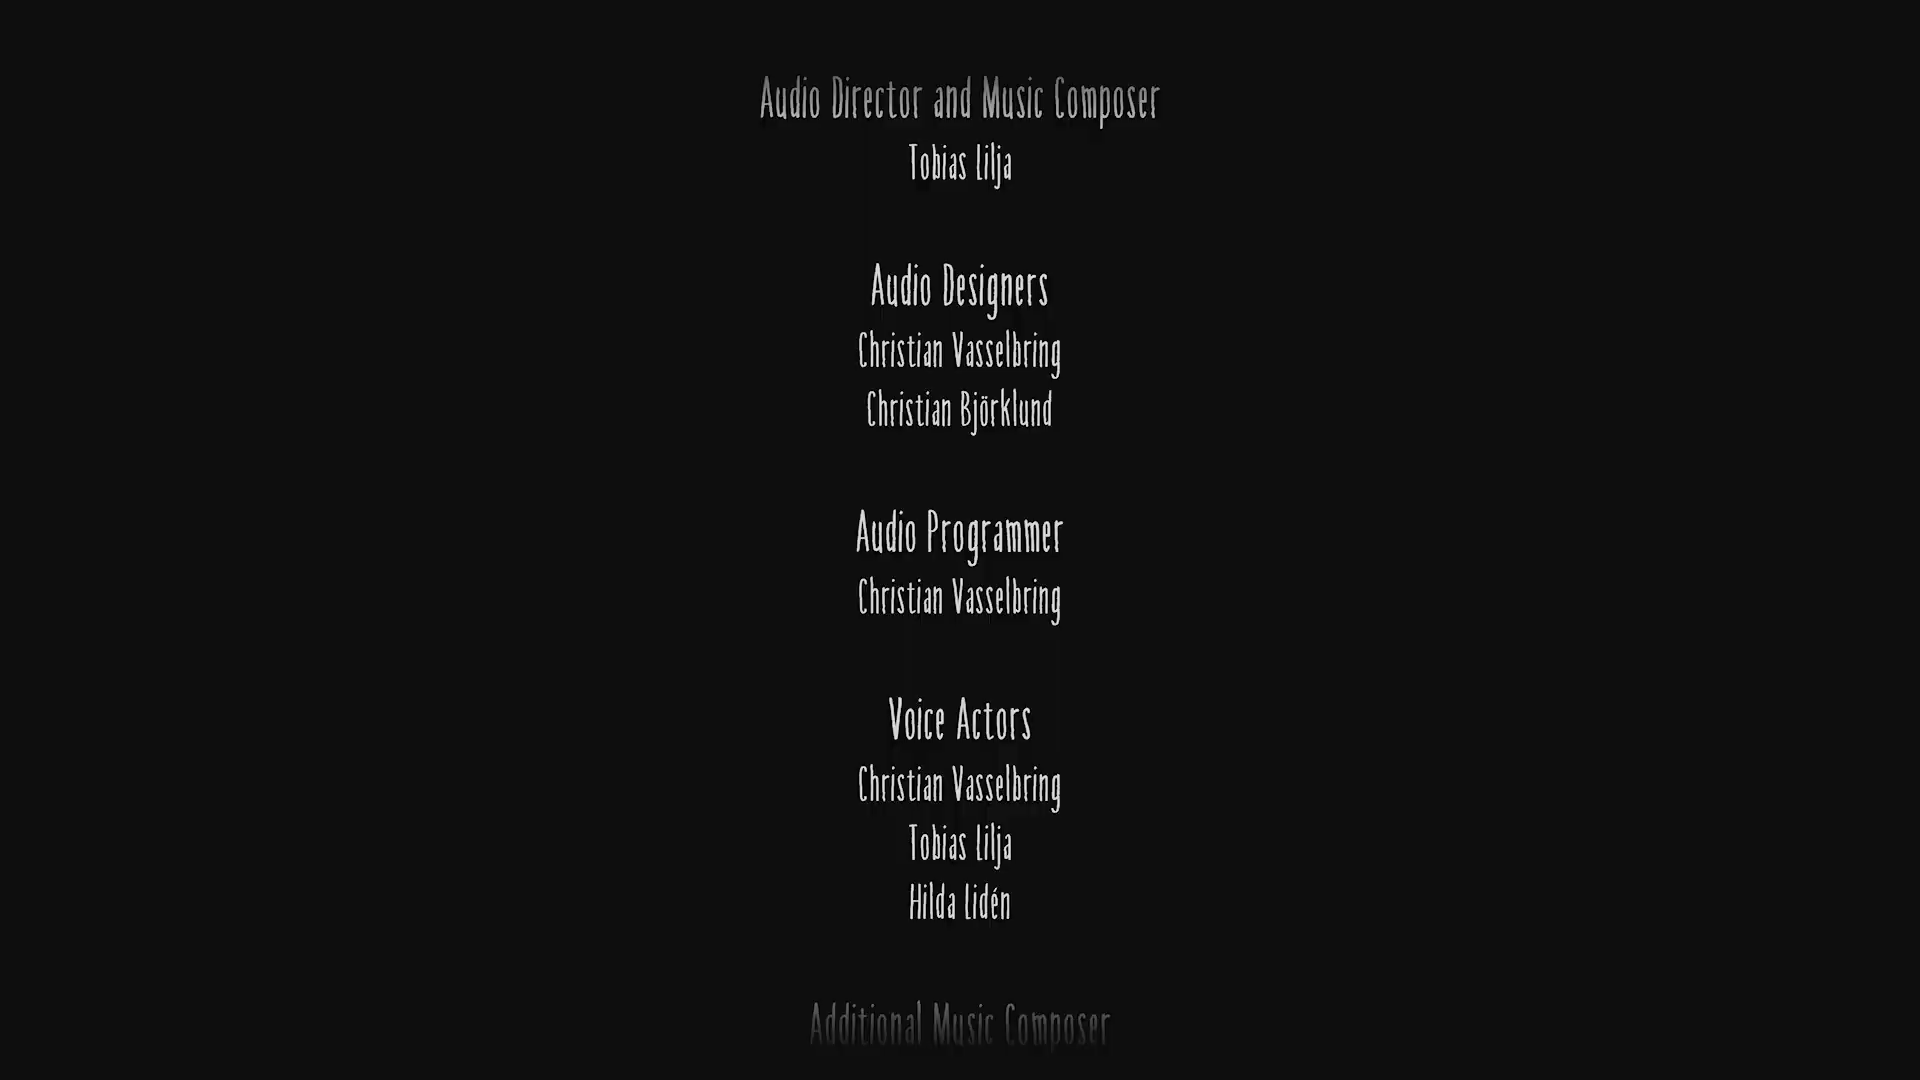 Audio Director and Music Composer
Tobias Lilja
Audio Designers
Christian Vasselbring
Christian Björklund
Audio Programmer
Christian Vasselbring
Voice Actors
Christian Vasselbring
Tobias Lilja
Hilda Lidén
Additional Music Composer